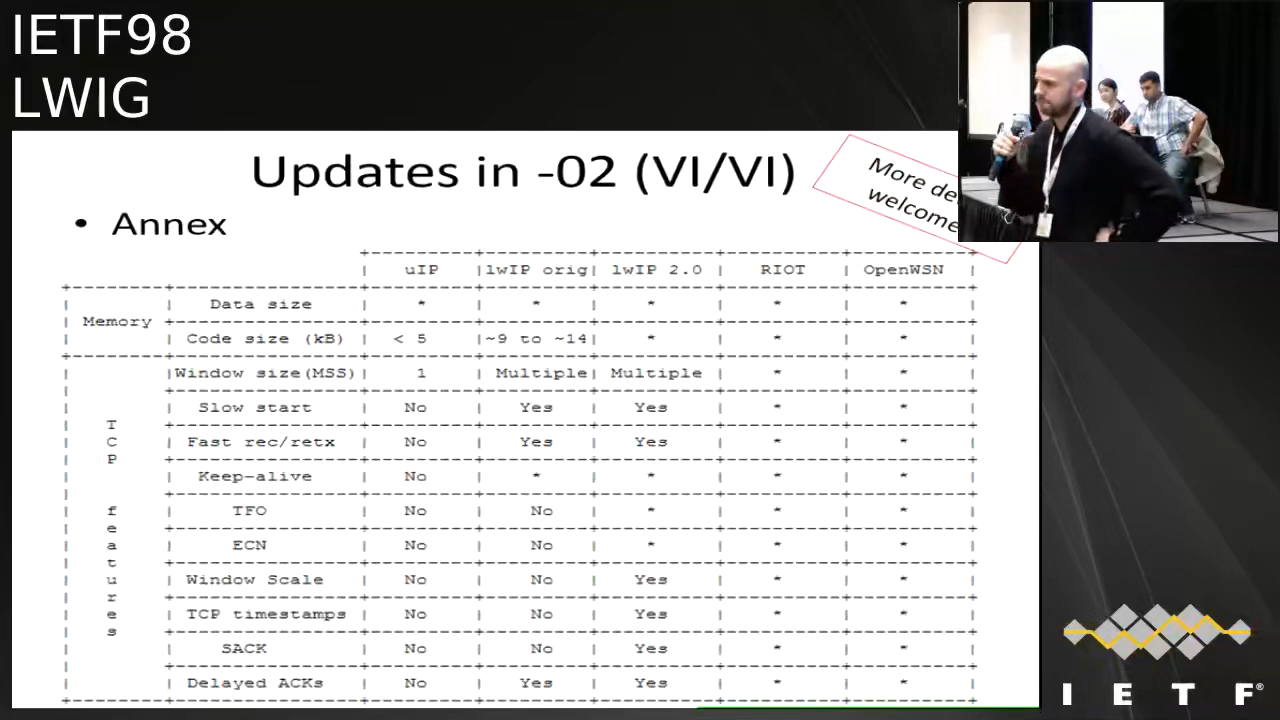 IETF98
LWIG
Updates in -02 (VI/VI)
More
welcome
• Annex
| uIP |lwIP orig| lwIP 2.0 | RIOT | OpenWSN |
| Memory | Data size | * | * | * | * | * |
| Code size (kB) | < 5 |~9 to ~14| * | * | * |
|Window size(MSS)| 1 | Multiple| Multiple | * | * |
| Slow start | No | Yes | Yes | * | * |
| TCP features | Fast rec/retx | No | Yes | Yes | * | * |
| Keep-alive | No | * | * | * | * |
| TFO | No | No | * | * | * |
| ECN | No | No | * | * | * |
| Window Scale | No | No | Yes | * | * |
| TCP timestamps | No | No | Yes | * | * |
| SACK | No | No | Yes | * | * |
| Delayed ACKs | No | Yes | Yes | * | * |
I E T F®